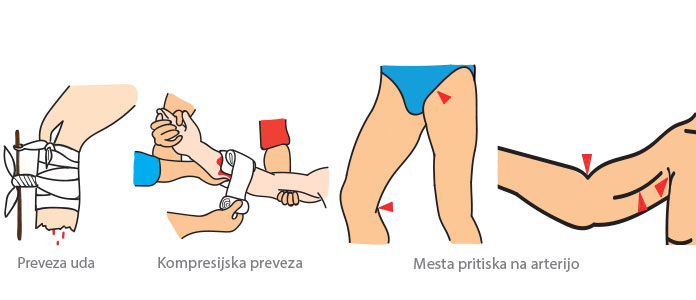 Preveza uda
Kompresijska preveza
Mesta pritiska na arterijo